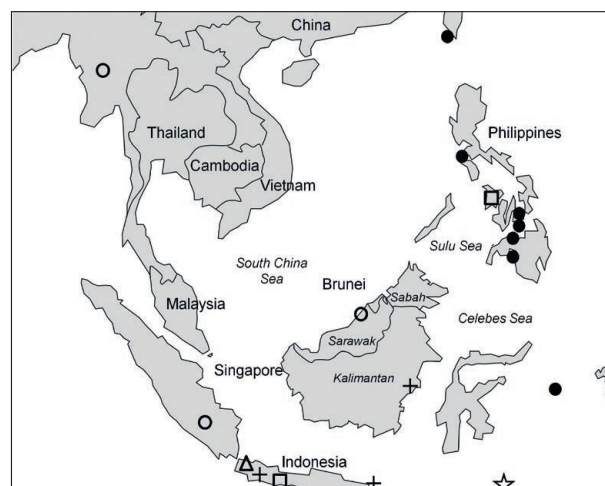 China
Philippines
Thailand
Cambodia
Vietnam
Sulu Sea
South China
Sea
Brunei
Sabah
Malaysia
Celebes Sea
Sarawak
Singapore
Kalimantan
Indonesia